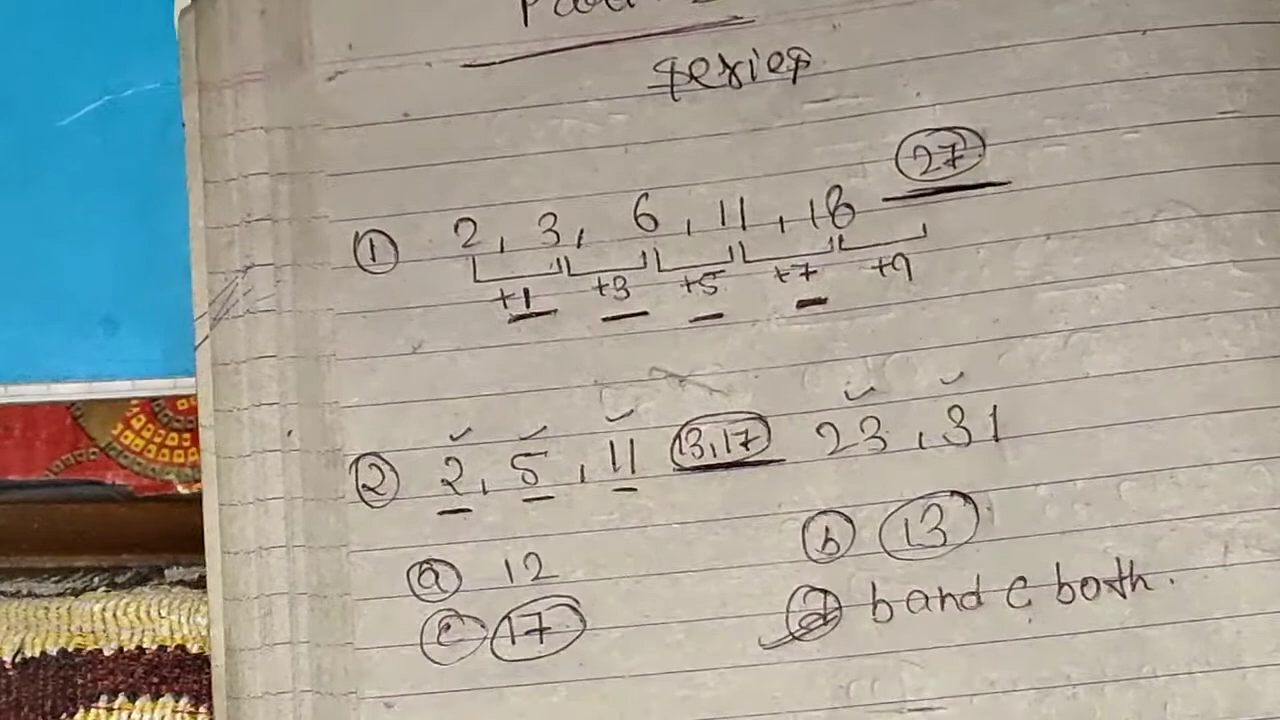 series
27
① 2, 3, 6, 11, 18
+1 +3 +5 +7 +9
② 2, 5, 11 13,17 23, 31
ⓐ 12 ⓑ 13
ⓒ 17 ⓓ b and c both.